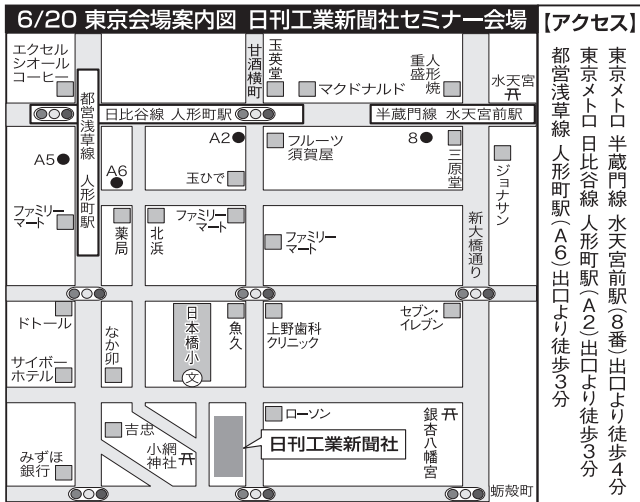 6/20 東京会場案内図 日刊工業新聞社セミナー会場
【アクセス】
東京メトロ 半蔵門線 水天宮前駅(8番)出口より徒歩4分
東京メトロ 日比谷線 人形町駅(A2)出口より徒歩3分
都営浅草線 人形町駅(A6)出口より徒歩3分
エクセル
シオール
コーヒー
甘酒横町
玉英堂
マクドナルド
重盛
人形焼
水天宮
都営浅草線 人形町駅
日比谷線 人形町駅
半蔵門線 水天宮前駅
A5
A6
A2
玉ひで
フルーツ
須賀屋
8
三原堂
ジョナサン
ファミリー
マート
薬局
北浜
ファミリー
マート
ファミリー
マート
新大橋通り
ドトール
なか卯
日本橋小
文
魚久
上野歯科
クリニック
セブン・
イレブン
サイボー
ホテル
吉忠
小網
神社
ローソン
銀杏八幡宮
日刊工業新聞社
みずほ
銀行
蛎殻町